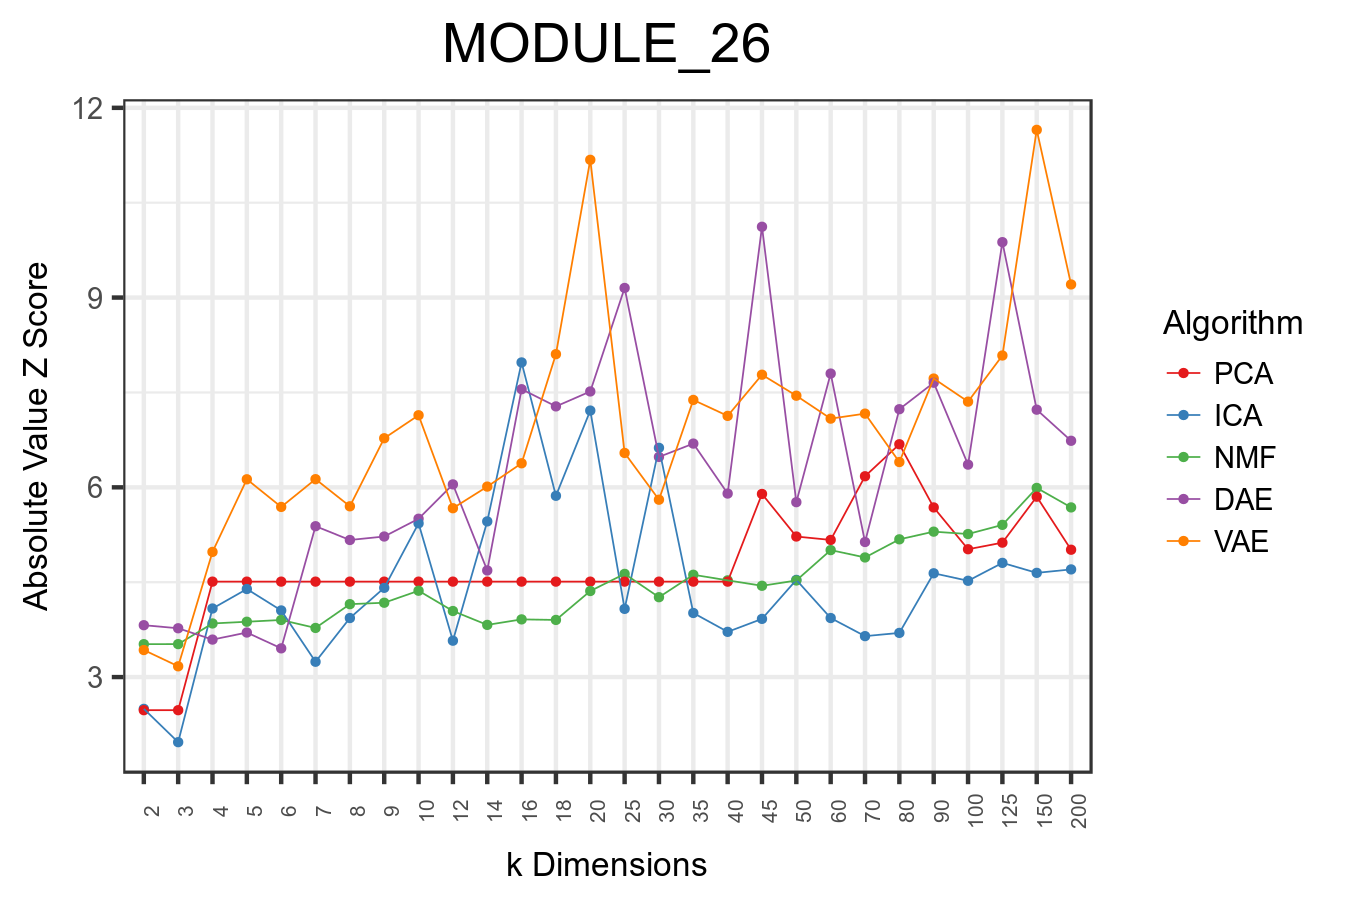 MODULE_26
Absolute Value Z Score
12
9
6
3
2 3 4 5 6 7 8 9 10 12 14 16 18 20 25 30 35 40 45 50 60 70 80 90 100 125 150 200
k Dimensions
Algorithm
PCA
ICA
NMF
DAE
VAE